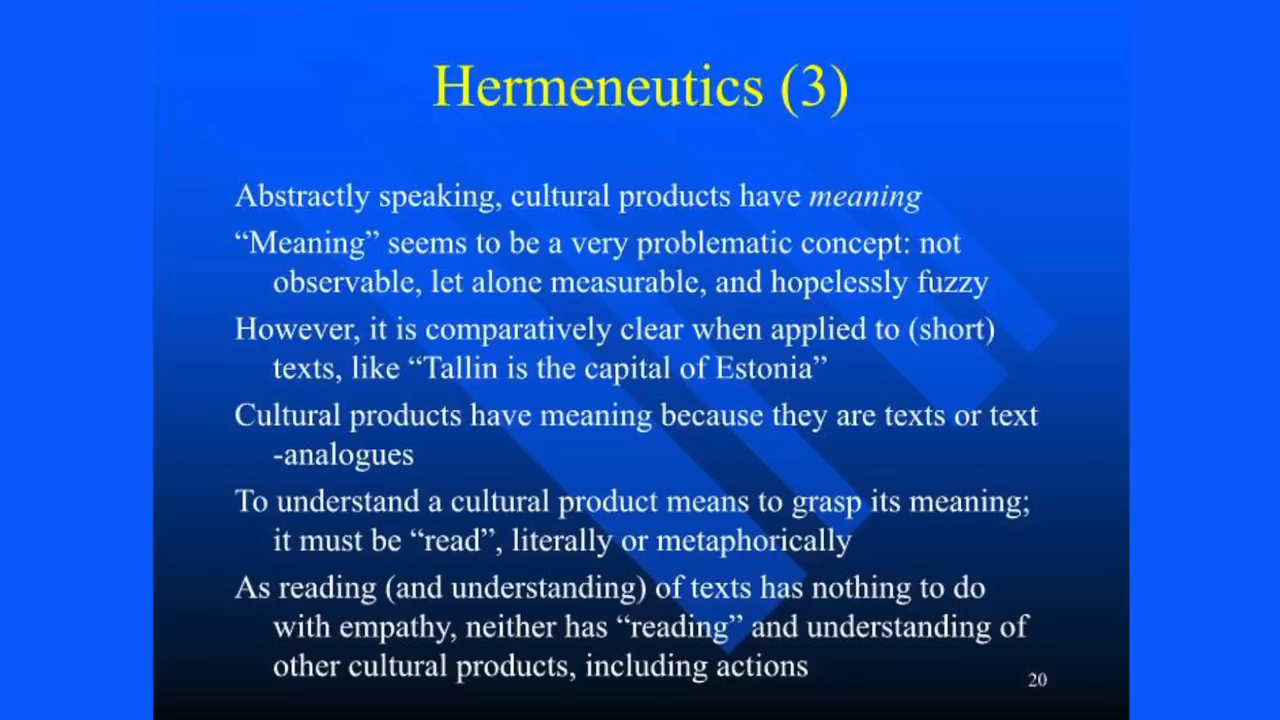 Hermeneutics (3)
Abstractly speaking, cultural products have meaning
“Meaning” seems to be a very problematic concept: not
observable, let alone measurable, and hopelessly fuzzy
However, it is comparatively clear when applied to (short)
texts, like “Tallin is the capital of Estonia”
Cultural products have meaning because they are texts or text
-analogues
To understand a cultural product means to grasp its meaning;
it must be “read”, literally or metaphorically
As reading (and understanding) of texts has nothing to do
with empathy, neither has “reading” and understanding of
other cultural products, including actions
20